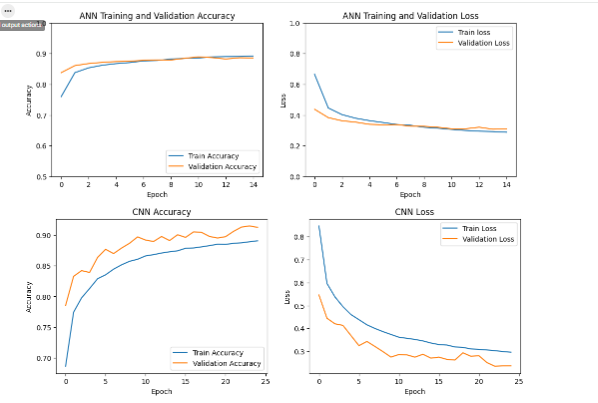 •••
output actions
ANN Training and Validation Accuracy
1.0
0.9
0.8
0.7
0.6
0.5
Accuracy
0 2 4 6 8 10 12 14
Epoch
Train Accuracy
Validation Accuracy
ANN Training and Validation Loss
1.0
0.8
0.6
0.4
0.2
0.0
Loss
0 2 4 6 8 10 12 14
Epoch
Train loss
Validation Loss
CNN Accuracy
0.90
0.85
0.80
0.75
0.70
Accuracy
0 5 10 15 20 25
Epoch
Train Accuracy
Validation Accuracy
CNN Loss
0.8
0.7
0.6
0.5
0.4
0.3
Loss
0 5 10 15 20 25
Epoch
Train Loss
Validation Loss